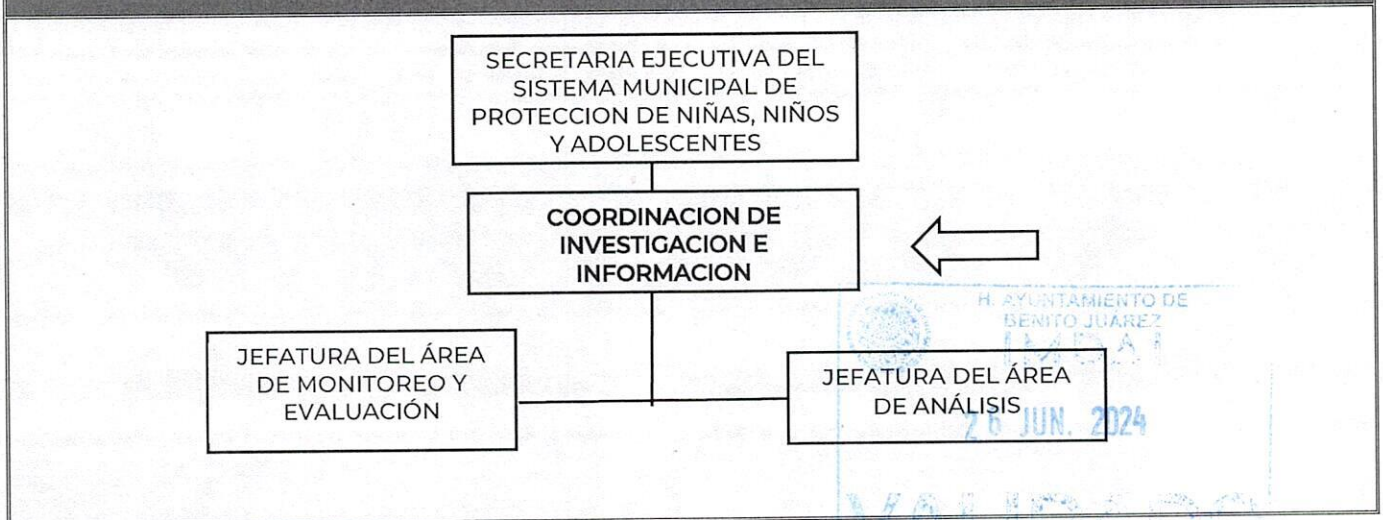 SECRETARIA EJECUTIVA DEL
SISTEMA MUNICIPAL DE
PROTECCION DE NIÑAS, NIÑOS
Y ADOLESCENTES
COORDINACION DE
INVESTIGACION E
INFORMACION
H. AYUNTAMIENTO DE
BENITO JUÁREZ
JEFATURA DEL ÁREA
DE MONITOREO Y
EVALUACIÓN
JEFATURA DEL ÁREA
DE ANÁLISIS
26 JUN. 2024